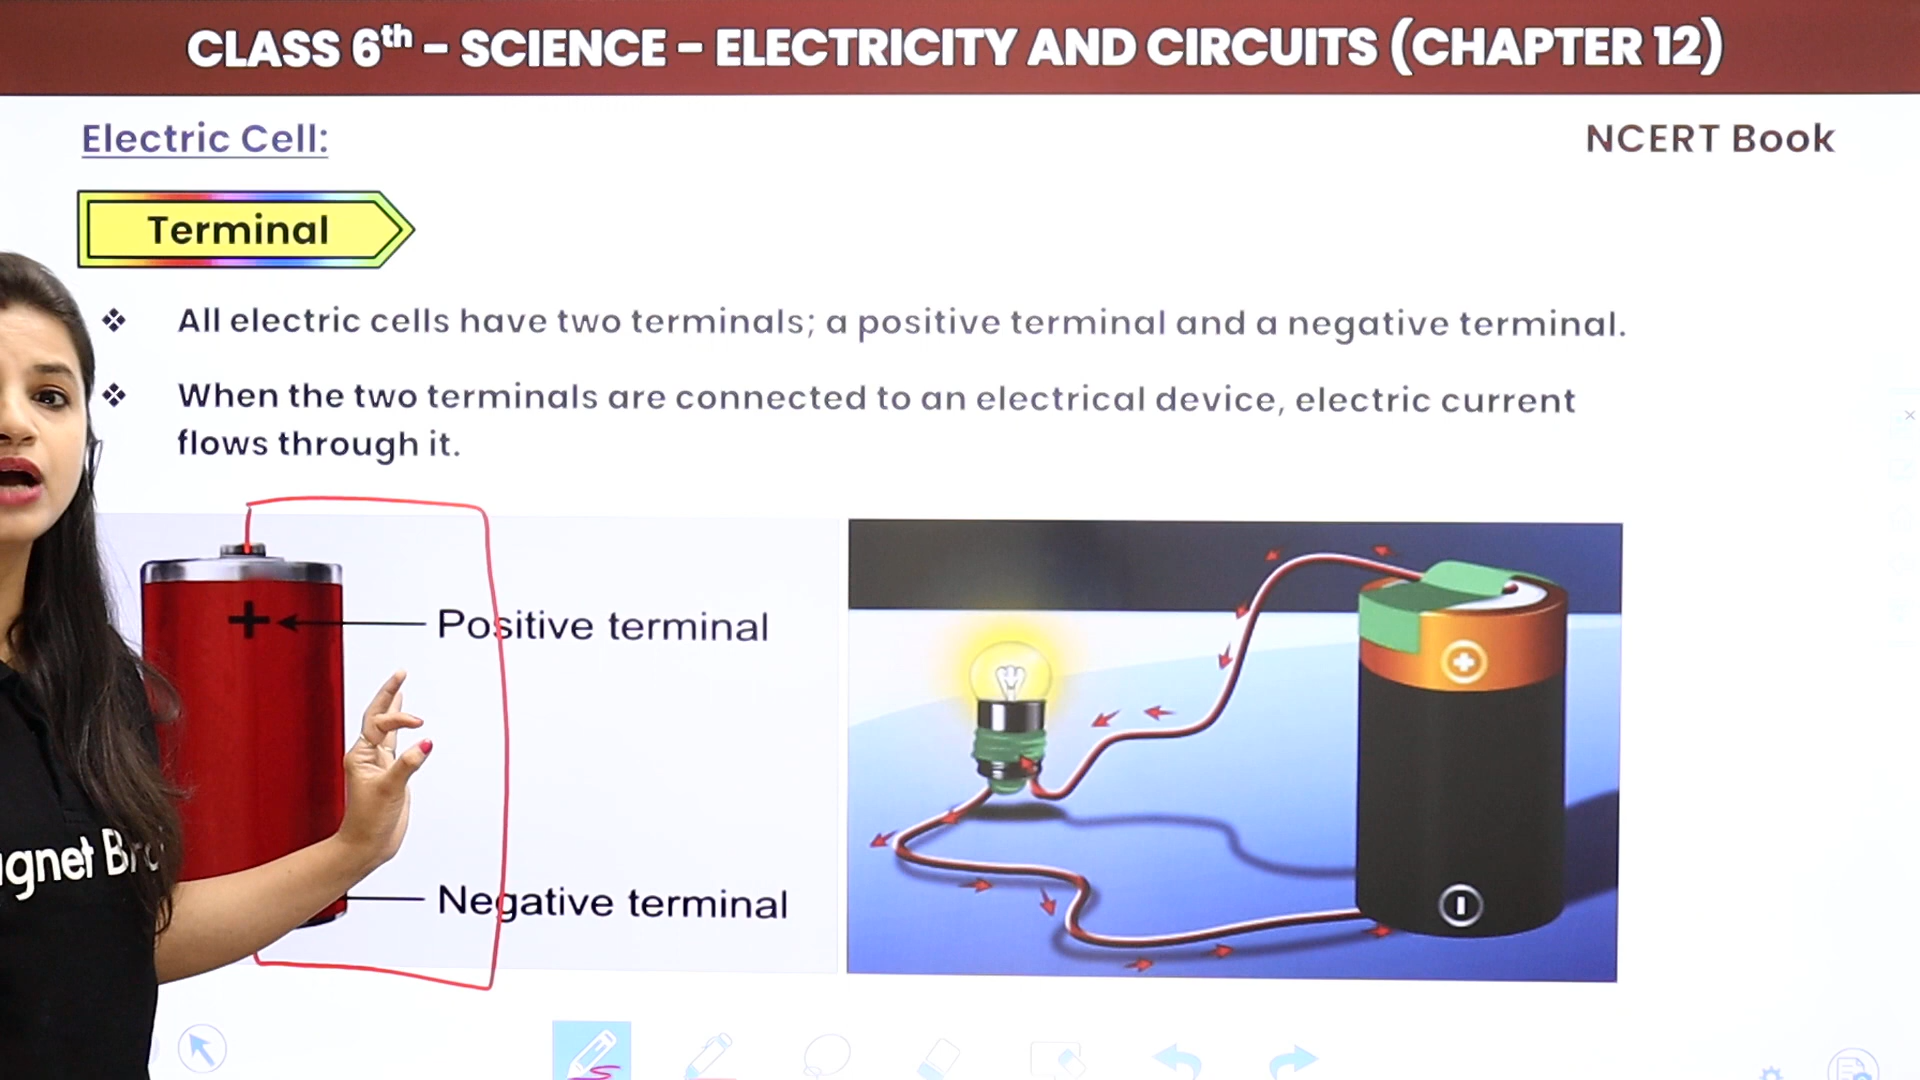 CLASS 6th – SCIENCE – ELECTRICITY AND CIRCUITS (CHAPTER 12)
Electric Cell:
NCERT Book
Terminal
❖ All electric cells have two terminals; a positive terminal and a negative terminal.
❖ When the two terminals are connected to an electrical device, electric current
flows through it.
+
Positive terminal
Negative terminal
+
gnet Br